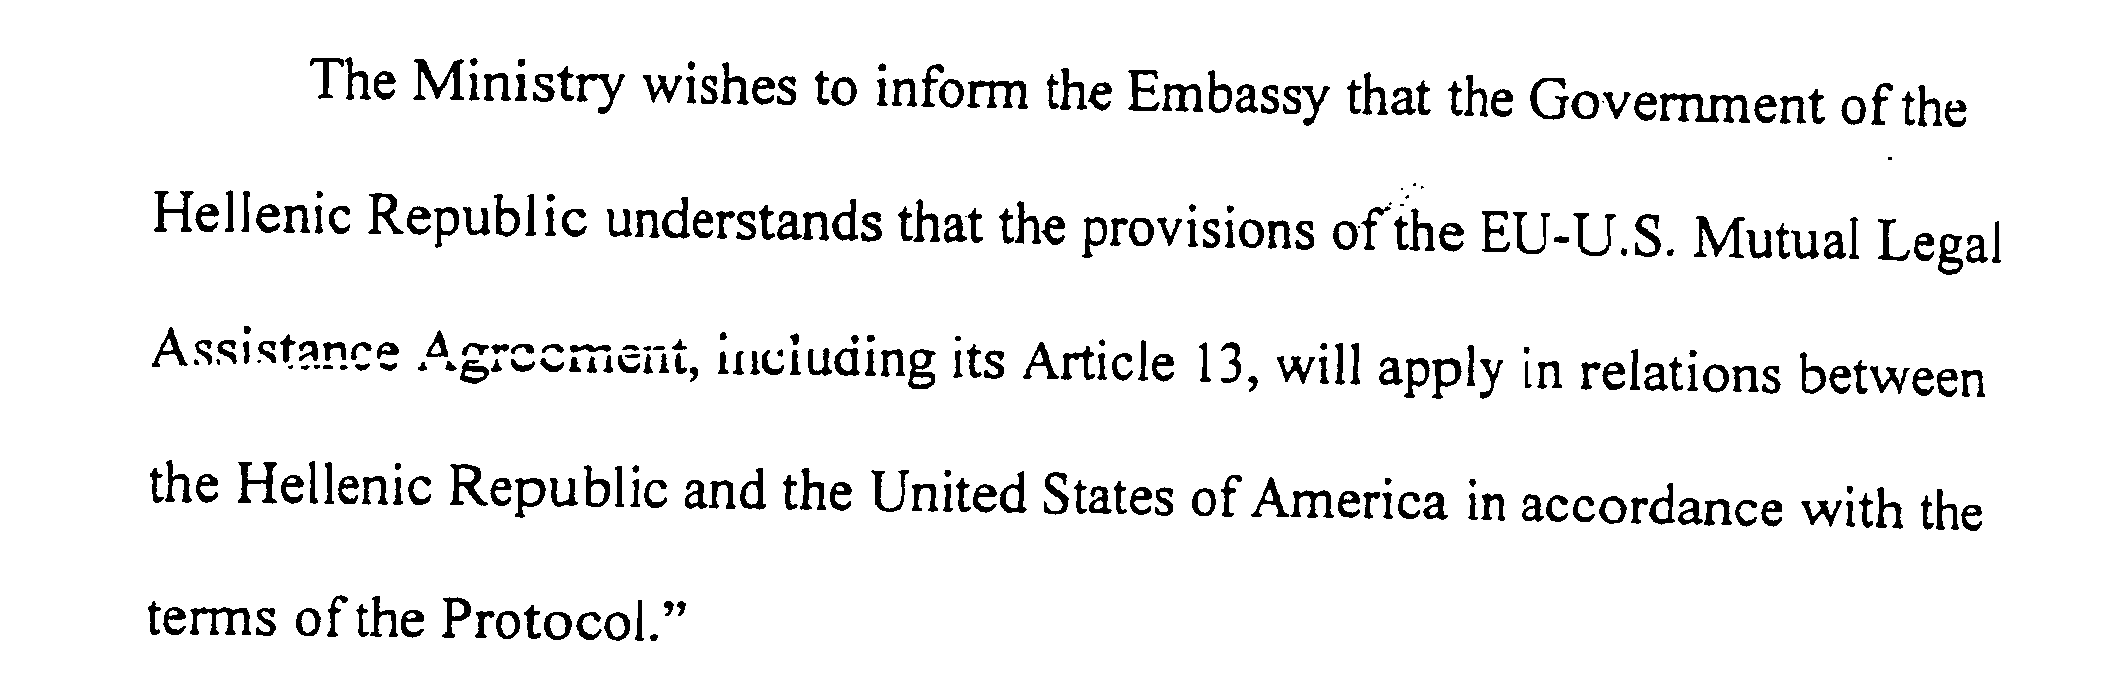 The Ministry wishes to inform the Embassy that the Government of the
Hellenic Republic understands that the provisions of the EU-U.S. Mutual Legal
Assistance Agreement, including its Article 13, will apply in relations between
the Hellenic Republic and the United States of America in accordance with the
terms of the Protocol.”